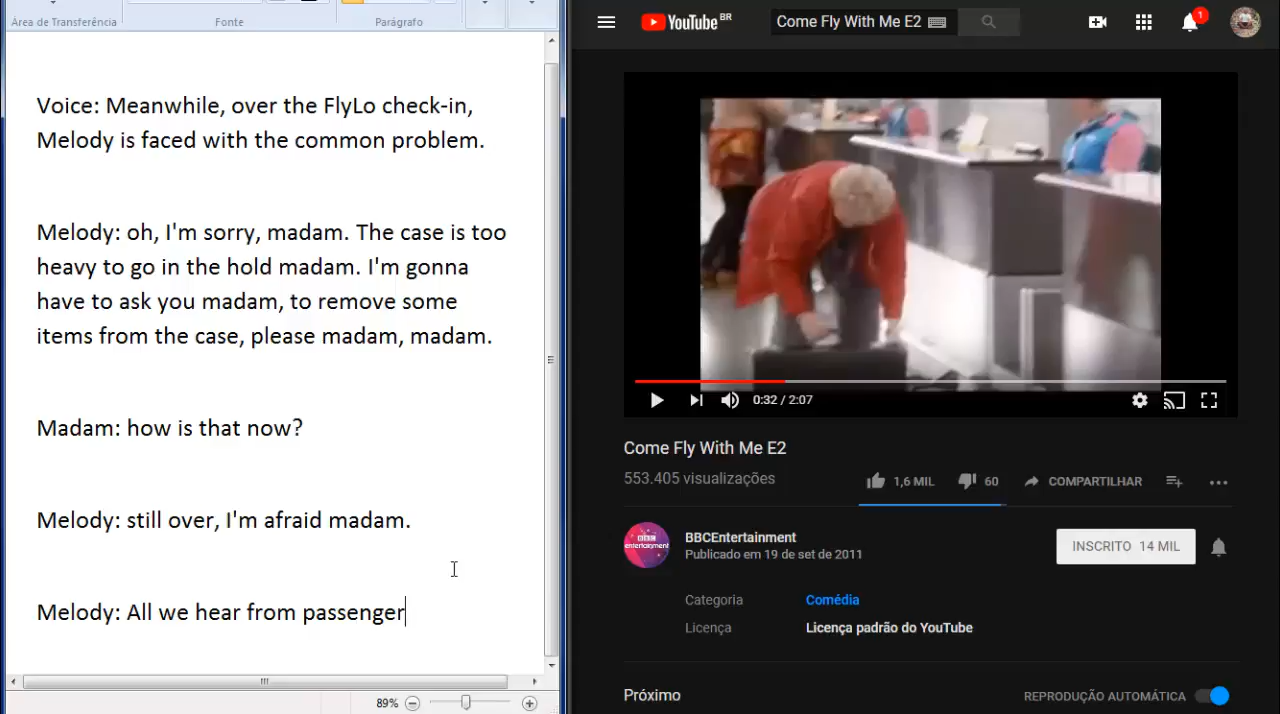 Área de Transferência
Fonte
Parágrafo
Voice: Meanwhile, over the FlyLo check-in,
Melody is faced with the common problem.
Melody: oh, I'm sorry, madam. The case is too
heavy to go in the hold madam. I'm gonna
have to ask you madam, to remove some
items from the case, please madam, madam.
Madam: how is that now?
Melody: still over, I'm afraid madam.
Melody: All we hear from passenger
89%
YouTube BR
Come Fly With Me E2
1
0:32 / 2:07
Come Fly With Me E2
553.405 visualizações
1,6 MIL
60
COMPARTILHAR
BBC entertainment
BBCEntertainment
Publicado em 19 de set de 2011
INSCRITO 14 MIL
Categoria
Comédia
Licença
Licença padrão do YouTube
Próximo
REPRODUÇÃO AUTOMÁTICA